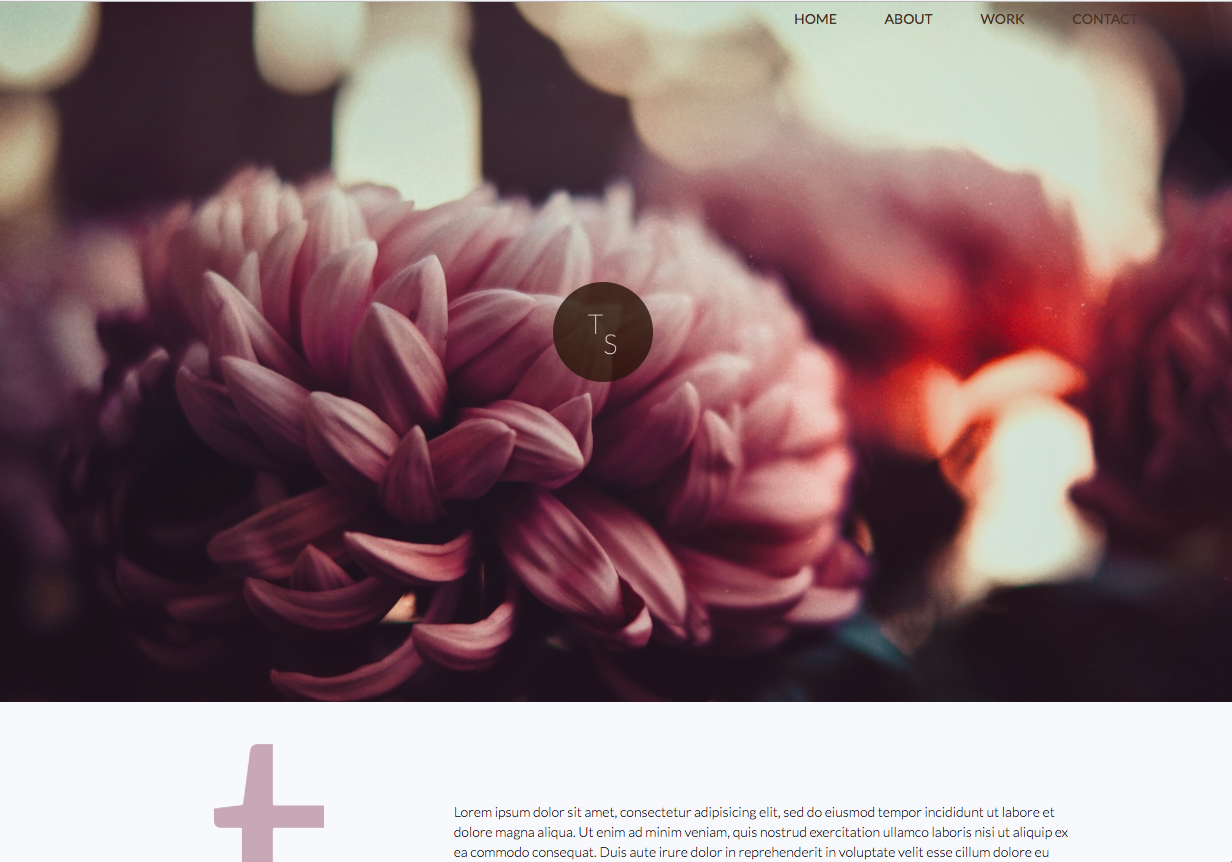 HOME ABOUT WORK CONTACT
T
S
t
Lorem ipsum dolor sit amet, consectetur adipisicing elit, sed do eiusmod tempor incididunt ut labore et
dolore magna aliqua. Ut enim ad minim veniam, quis nostrud exercitation ullamco laboris nisi ut aliquip ex
ea commodo consequat. Duis aute irure dolor in reprehenderit in voluptate velit esse cillum dolore eu